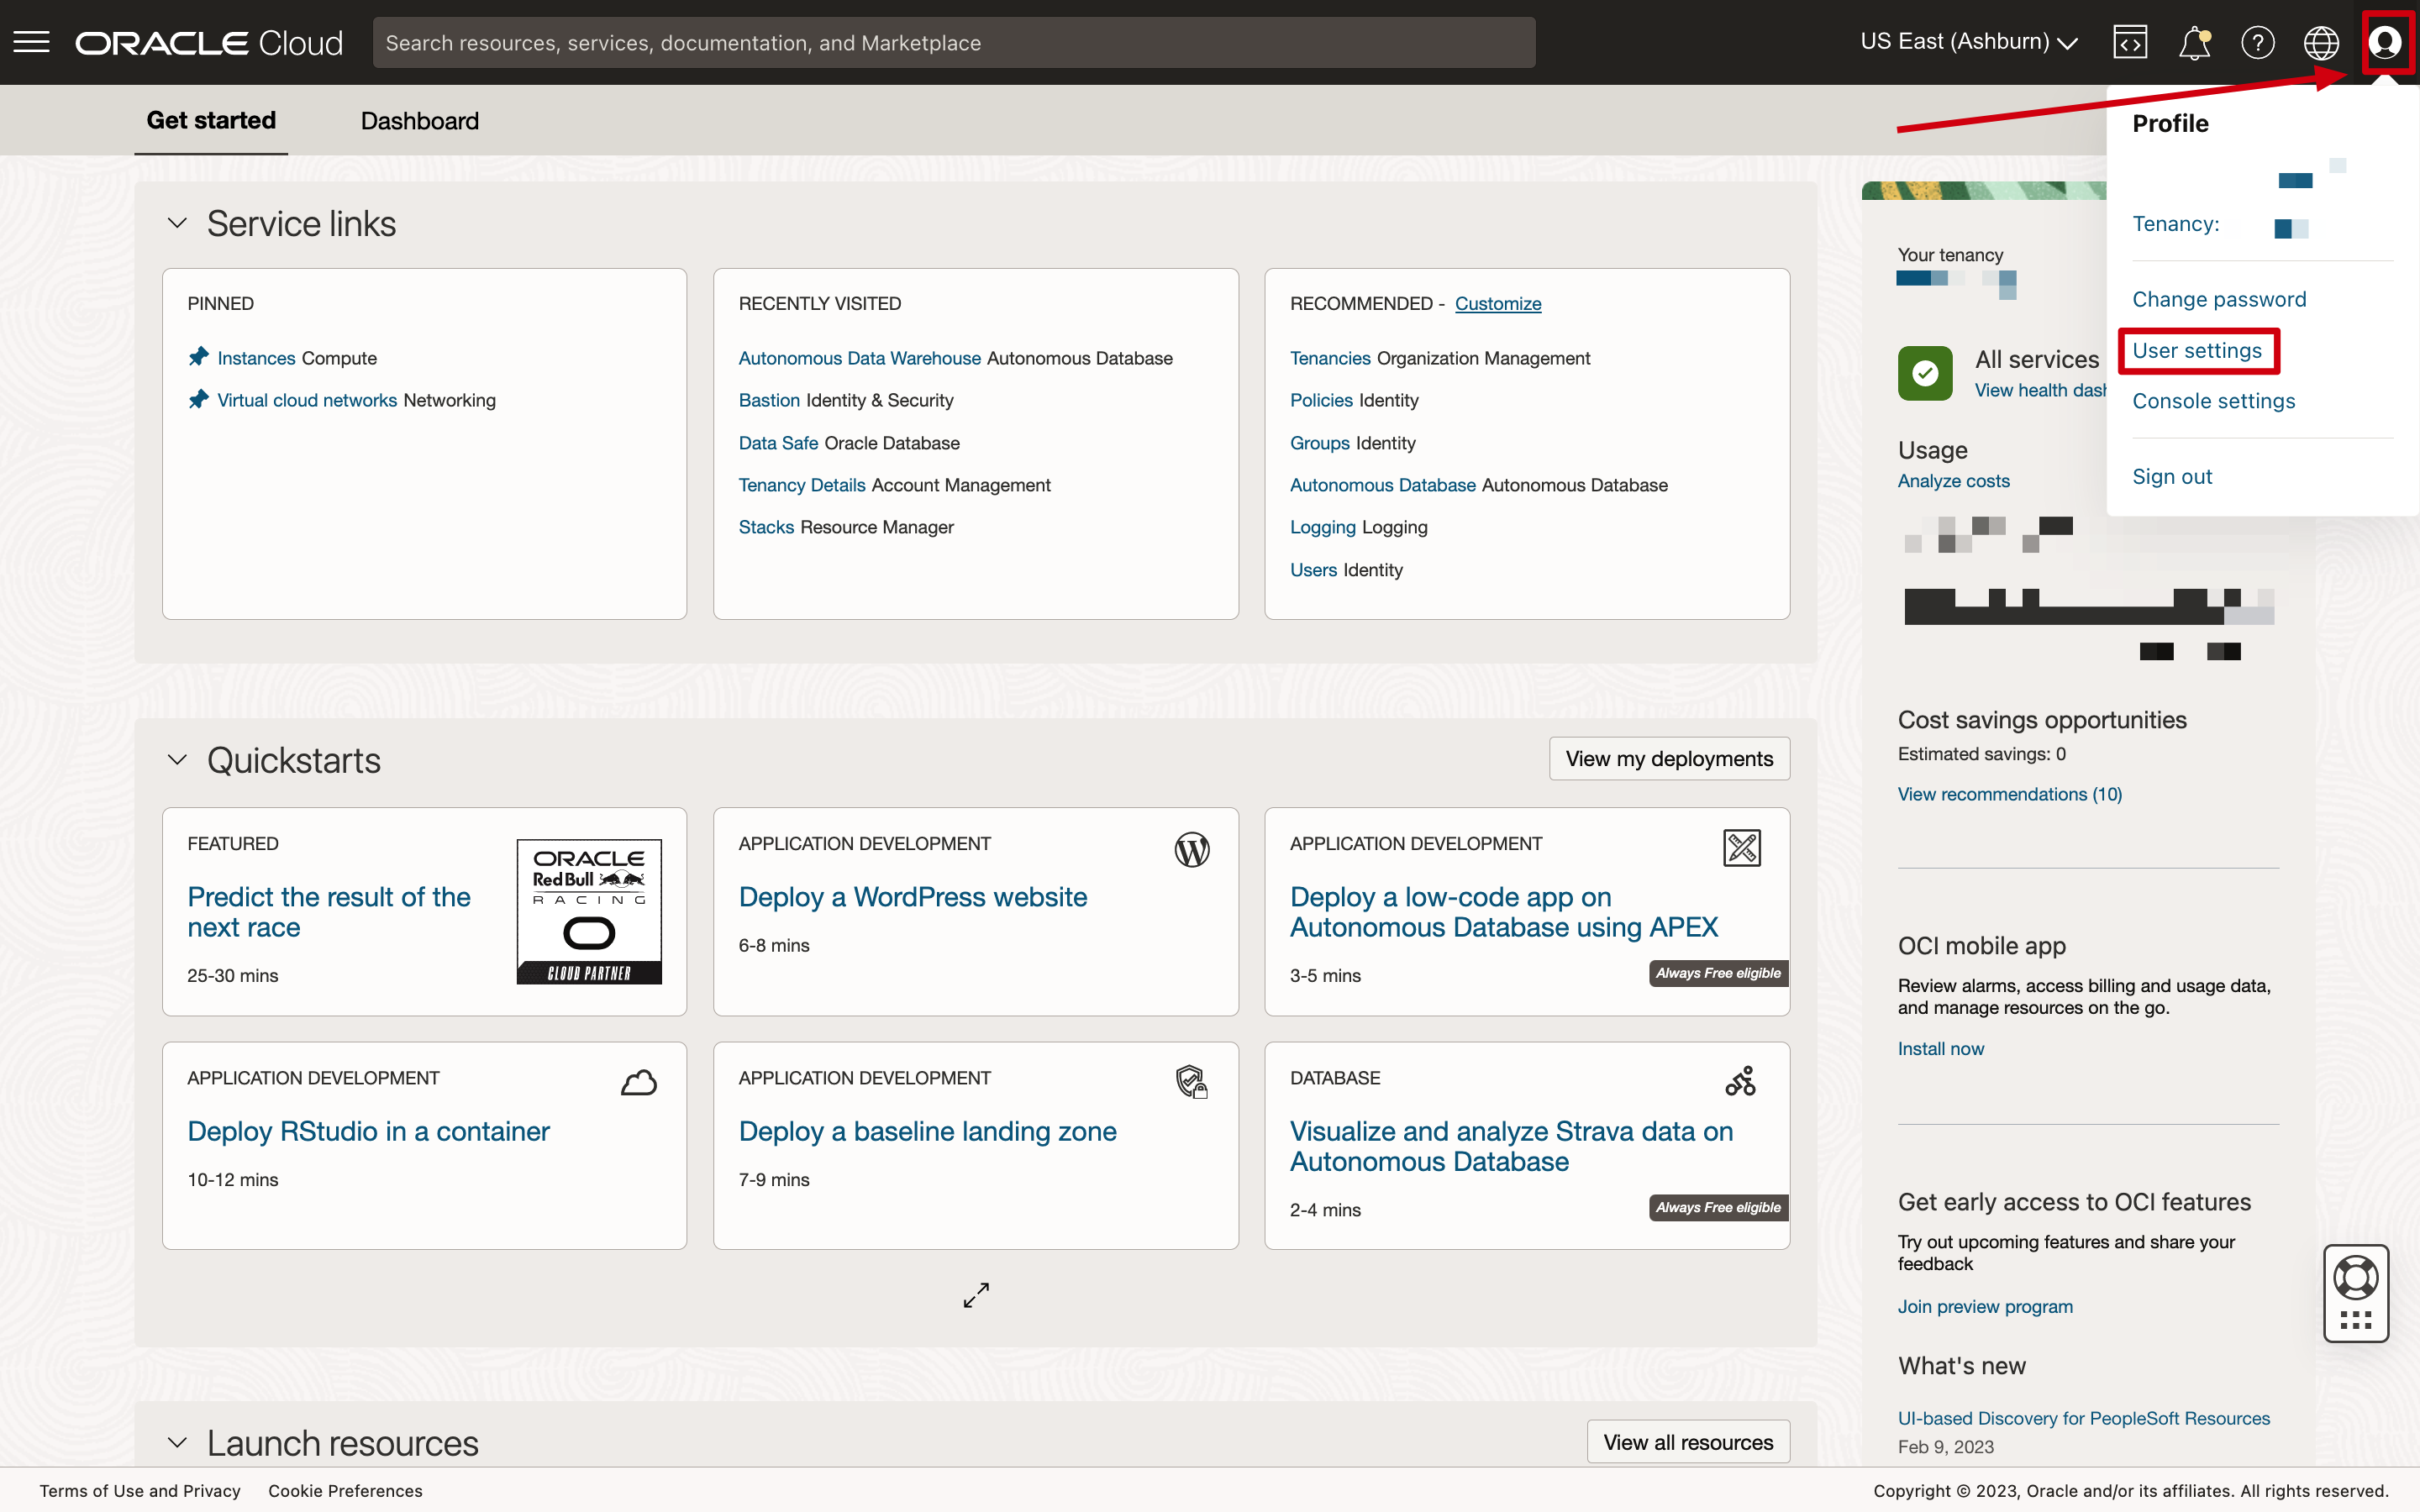 ORACLE Cloud
Search resources, services, documentation, and Marketplace
US East (Ashburn)
Get started
Dashboard
Profile
Tenancy:
Change password
User settings
Console settings
Sign out
Service links
PINNED
Instances Compute
Virtual cloud networks Networking
RECENTLY VISITED
Autonomous Data Warehouse Autonomous Database
Bastion Identity & Security
Data Safe Oracle Database
Tenancy Details Account Management
Stacks Resource Manager
RECOMMENDED - Customize
Tenancies Organization Management
Policies Identity
Groups Identity
Autonomous Database Autonomous Database
Logging Logging
Users Identity
Quickstarts
View my deployments
FEATURED
Predict the result of the
next race
25-30 mins
ORACLE
Red Bull
RACING
CLOUD PARTNER
APPLICATION DEVELOPMENT
Deploy a WordPress website
6-8 mins
APPLICATION DEVELOPMENT
Deploy a low-code app on
Autonomous Database using APEX
3-5 mins
Always Free eligible
APPLICATION DEVELOPMENT
Deploy RStudio in a container
10-12 mins
APPLICATION DEVELOPMENT
Deploy a baseline landing zone
7-9 mins
DATABASE
Visualize and analyze Strava data on
Autonomous Database
2-4 mins
Always Free eligible
Launch resources
View all resources
Your tenancy
All services
View health dash
Usage
Analyze costs
Cost savings opportunities
Estimated savings: 0
View recommendations (10)
OCI mobile app
Review alarms, access billing and usage data,
and manage resources on the go.
Install now
Get early access to OCI features
Try out upcoming features and share your
feedback
Join preview program
What's new
UI-based Discovery for PeopleSoft Resources
Feb 9, 2023
Terms of Use and Privacy
Cookie Preferences
Copyright © 2023, Oracle and/or its affiliates. All rights reserved.